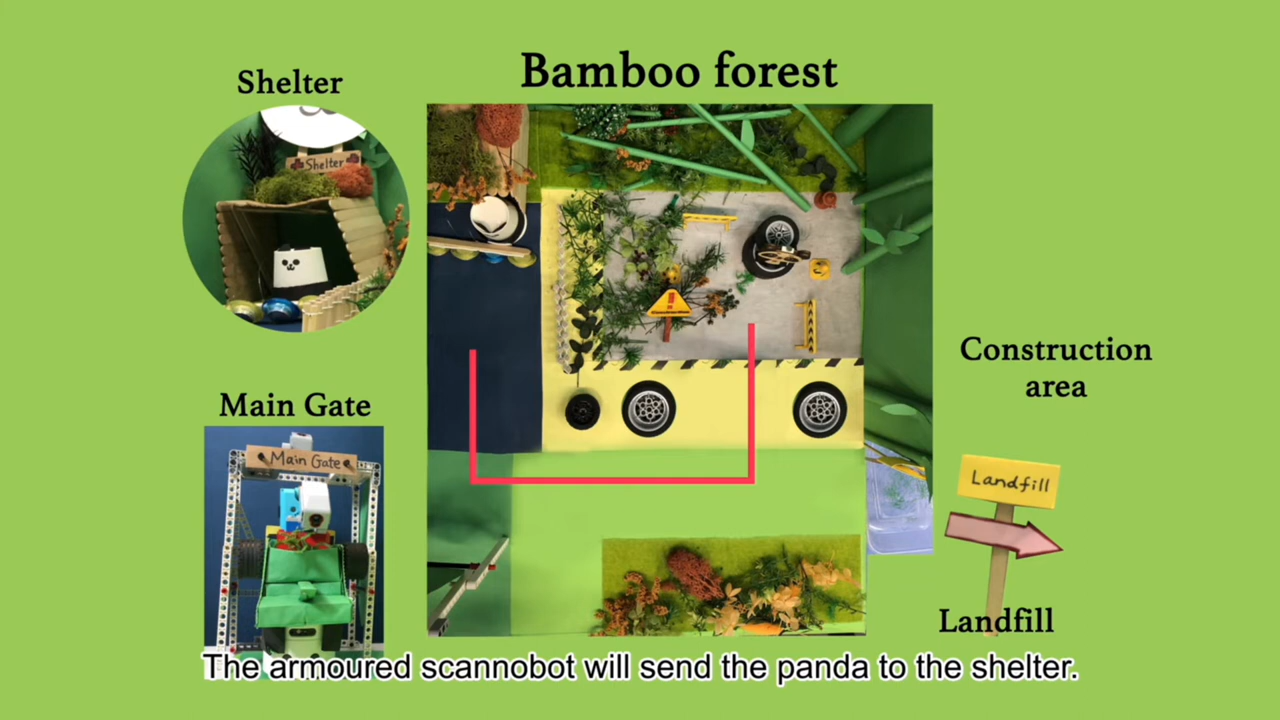 Bamboo forest
Shelter
Shelter
Construction
area
Main Gate
Main Gate
Landfill
Landfill
The armoured scannobot will send the panda to the shelter.